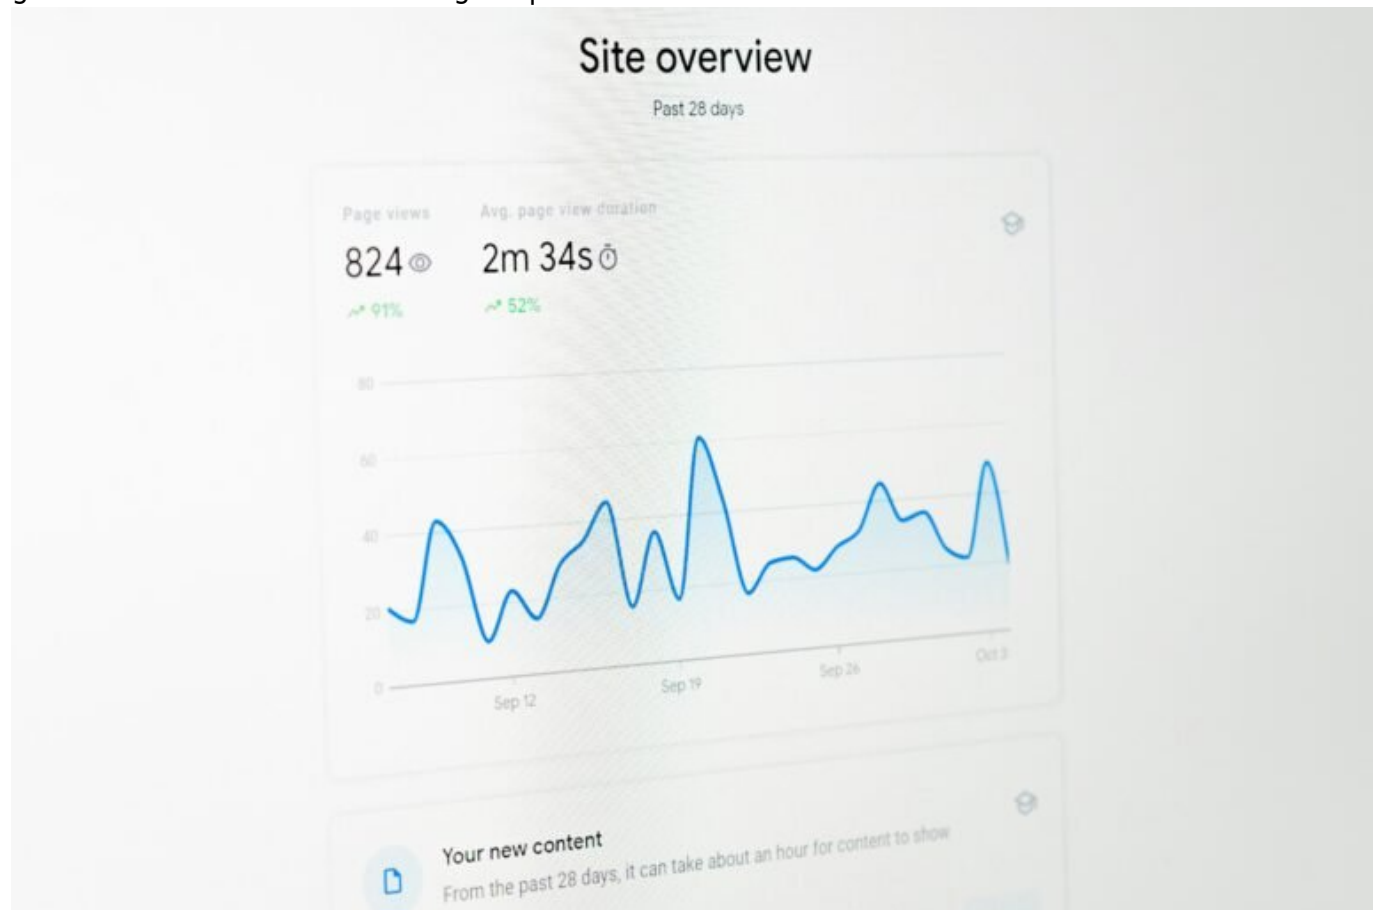 Site overview
Past 28 days
Page views
Avg. page view duration
824
2m 34s
91%
52%
80
60
40
20
0
Sep 12
Sep 19
Sep 26
Oct 3
Your new content
From the past 28 days, it can take about an hour for content to show